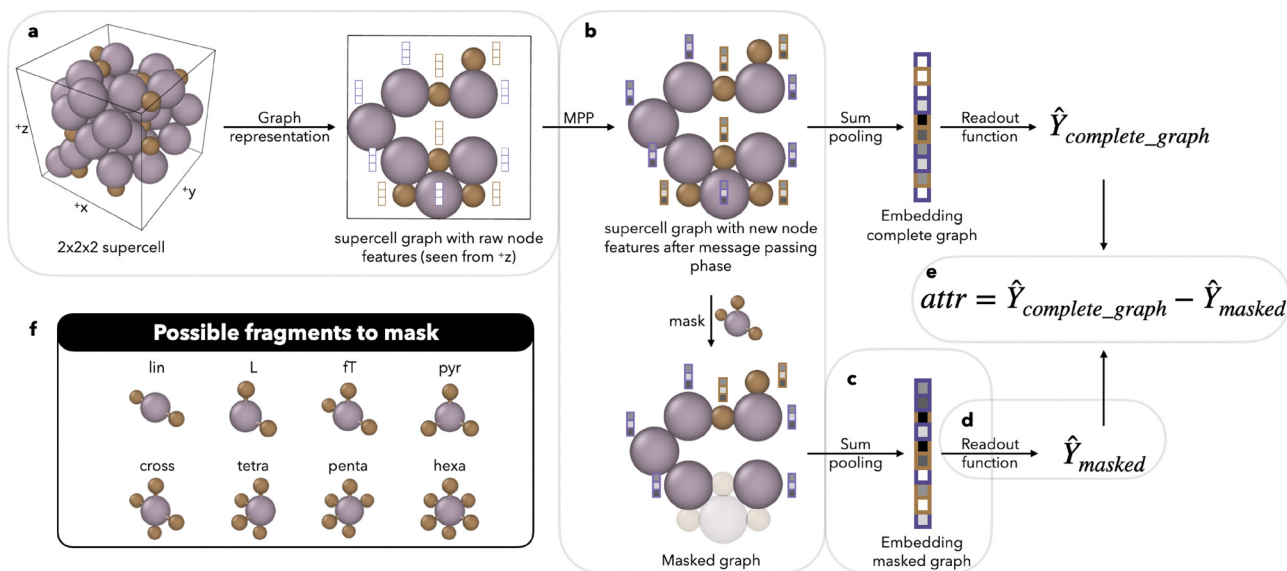 a
+z
+x
+y
2x2x2 supercell
Graph
representation
supercell graph with raw node
features (seen from +z)
MPP
b
supercell graph with new node
features after message passing
phase
Sum
pooling
Embedding
complete graph
Readout
function
Ŷcomplete_graph
e
attr = Ŷcomplete_graph − Ŷmasked
mask
Masked graph
Sum
pooling
c
Embedding
masked graph
d
Readout
function
Ŷmasked
f
Possible fragments to mask
lin L fT pyr
cross tetra penta hexa